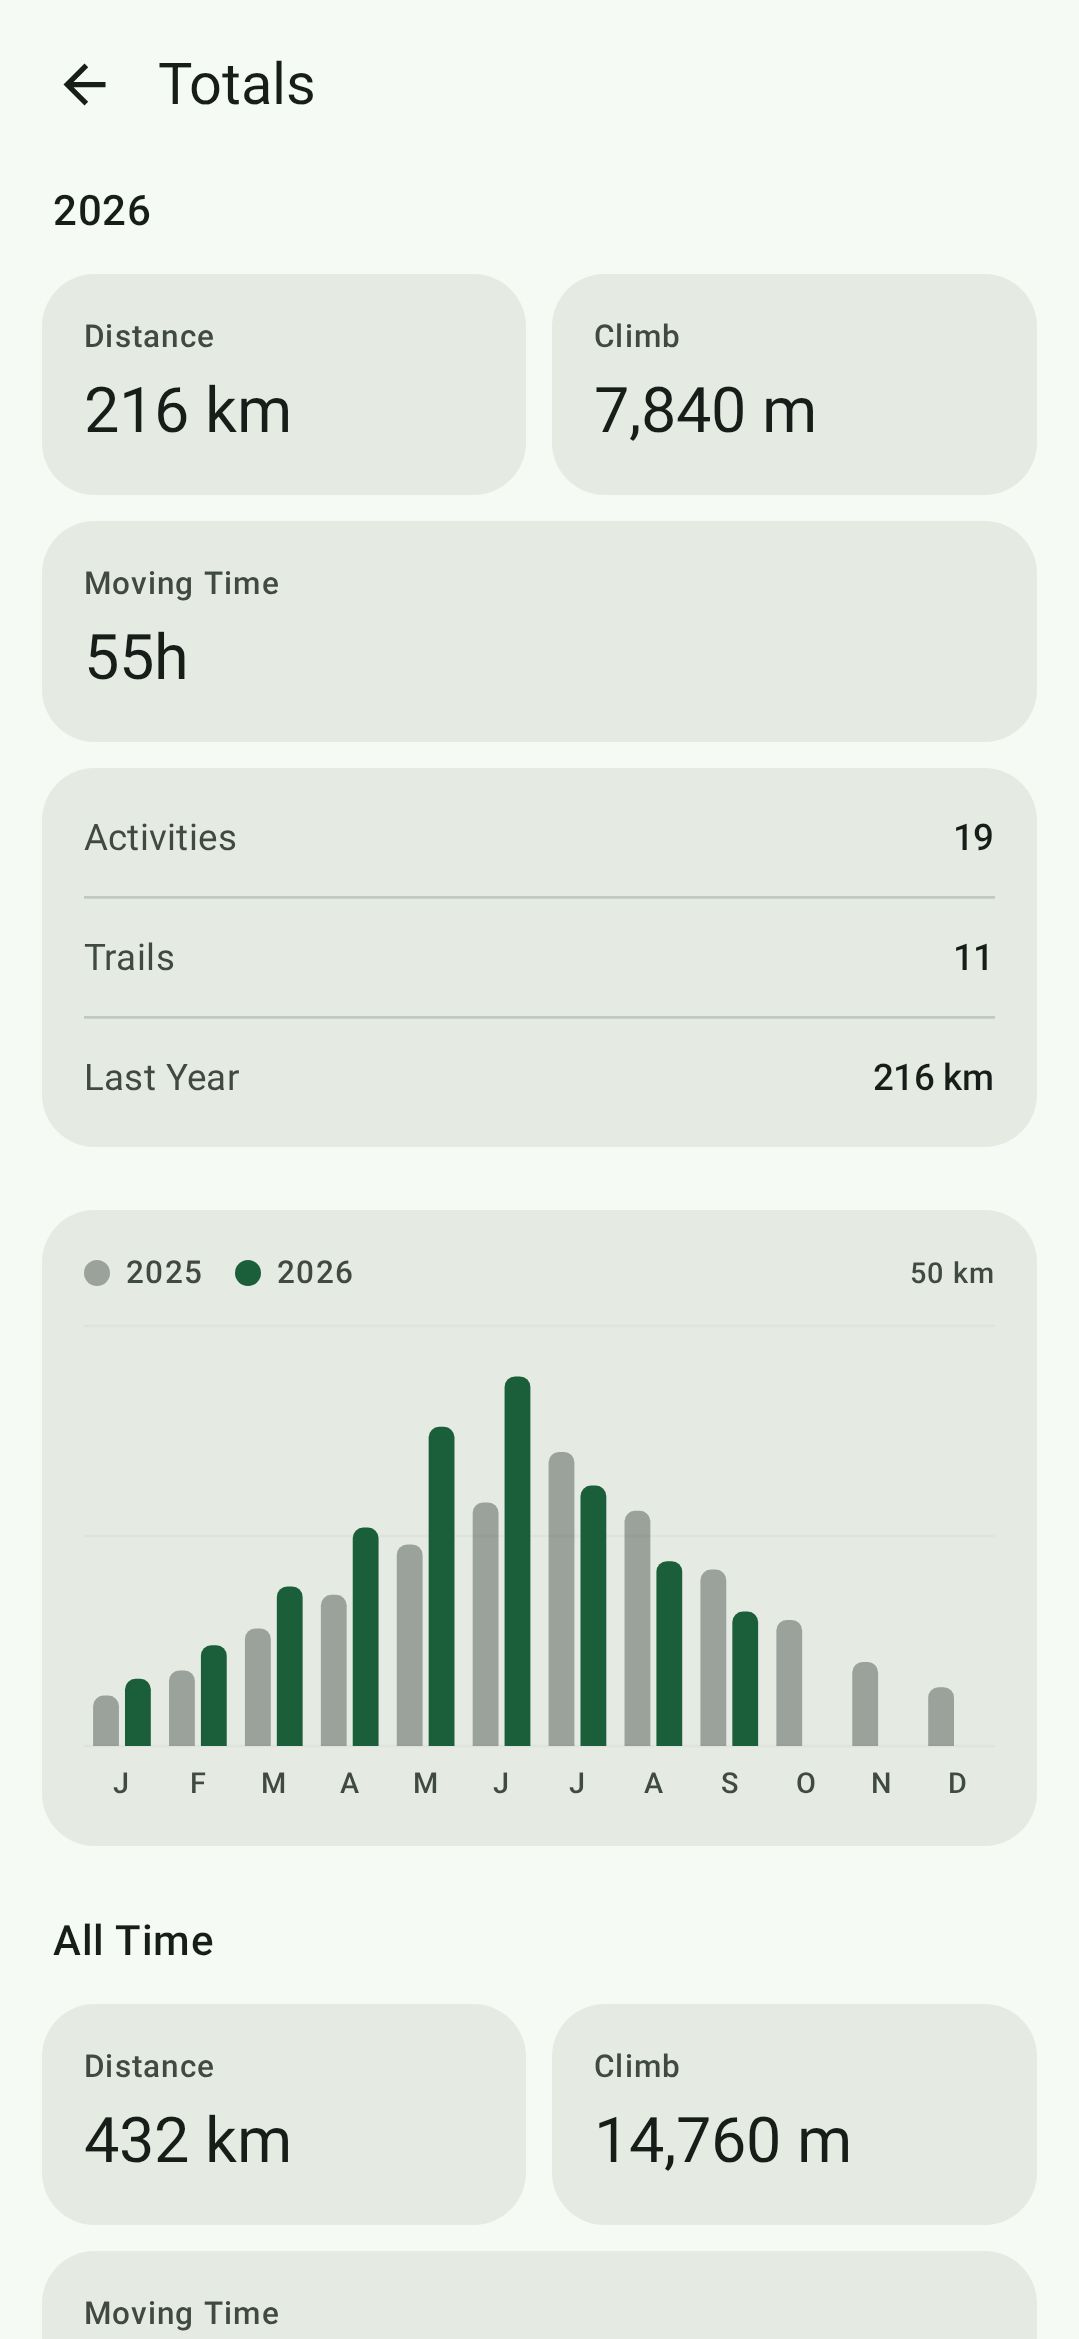 Totals
2026
Distance
216 km
Climb
7,840 m
Moving Time
55h
Activities 19
Trails 11
Last Year 216 km
2025 2026 50 km
J F M A M J J A S O N D
All Time
Distance
432 km
Climb
14,760 m
Moving Time